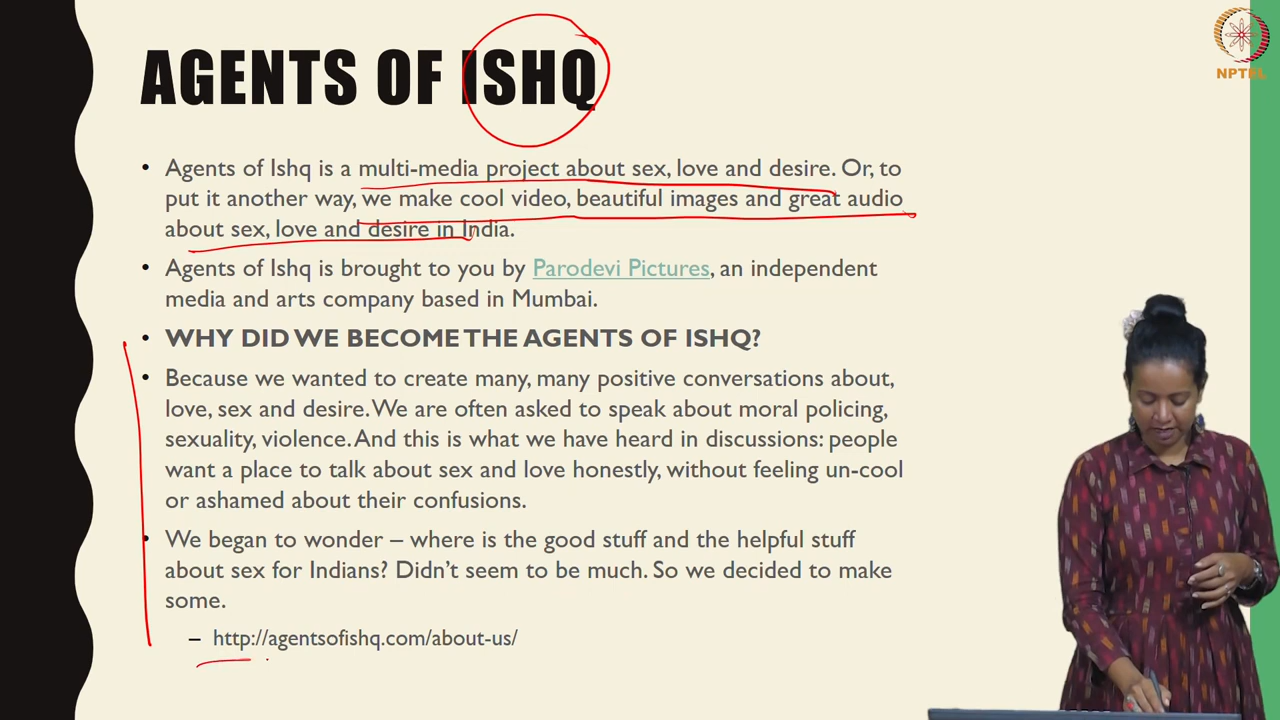 AGENTS OF ISHQ
NPTEL
• Agents of Ishq is a multi-media project about sex, love and desire. Or, to
put it another way, we make cool video, beautiful images and great audio
about sex, love and desire in India.
• Agents of Ishq is brought to you by Parodevi Pictures, an independent
media and arts company based in Mumbai.
• WHY DID WE BECOME THE AGENTS OF ISHQ?
• Because we wanted to create many, many positive conversations about,
love, sex and desire. We are often asked to speak about moral policing,
sexuality, violence. And this is what we have heard in discussions: people
want a place to talk about sex and love honestly, without feeling un-cool
or ashamed about their confusions.
• We began to wonder – where is the good stuff and the helpful stuff
about sex for Indians? Didn't seem to be much. So we decided to make
some.
– http://agentsofishq.com/about-us/